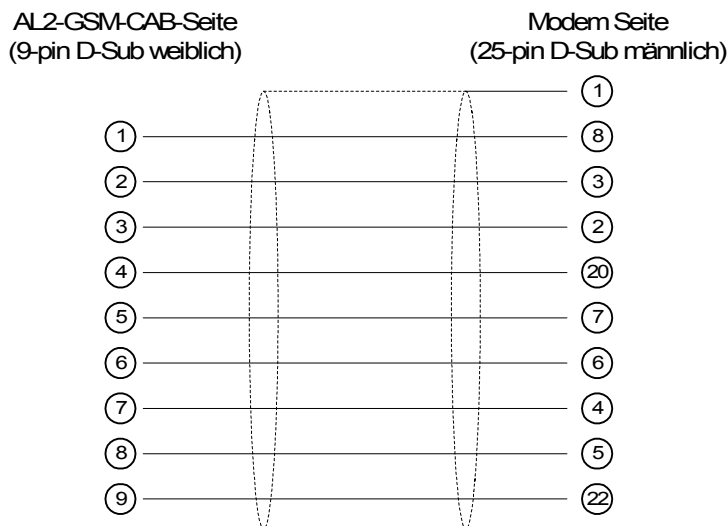 AL2-GSM-CAB-Seite
(9-pin D-Sub weiblich)
Modem Seite
(25-pin D-Sub männlich)
1
1 8
2 3
3 2
4 20
5 7
6 6
7 4
8 5
9 22